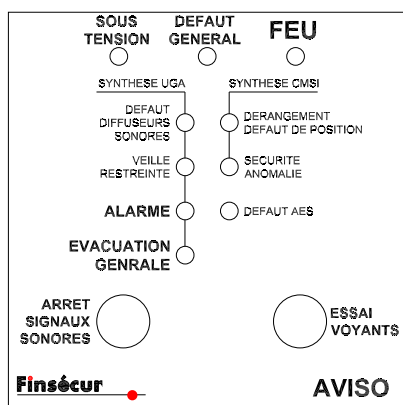 SOUS
TENSION
DEFAUT
GENERAL
FEU
SYNTHESE UGA
SYNTHESE CMSI
DEFAUT
DIFFUSEURS
SONORES
DERANGEMENT
DEFAUT DE POSITION
VEILLE
RESTREINTE
SECURITE
ANOMALIE
ALARME
DEFAUT AES
EVACUATION
GENRALE
ARRET
SIGNAUX
SONORES
ESSAI
VOYANTS
Finsécur
AVISO